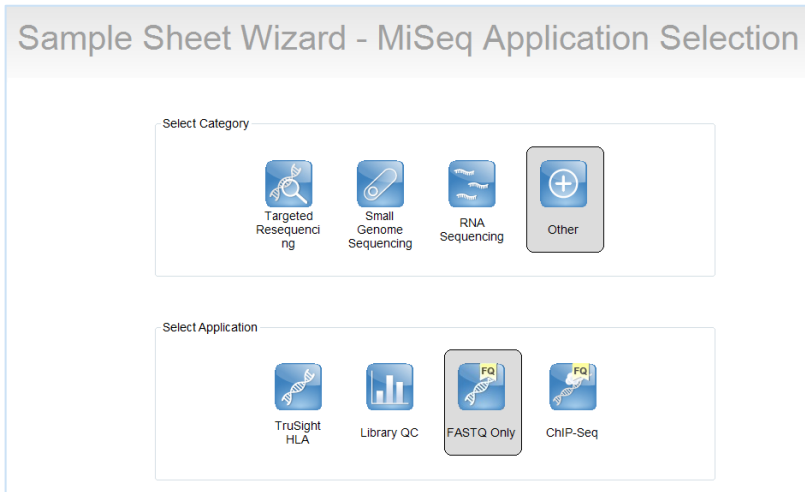 Sample Sheet Wizard - MiSeq Application Selection
Select Category
Targeted
Resequenci
ng
Small
Genome
Sequencing
RNA
Sequencing
Other
Select Application
TruSight
HLA
Library QC
FQ
FASTQ Only
FQ
ChIP-Seq